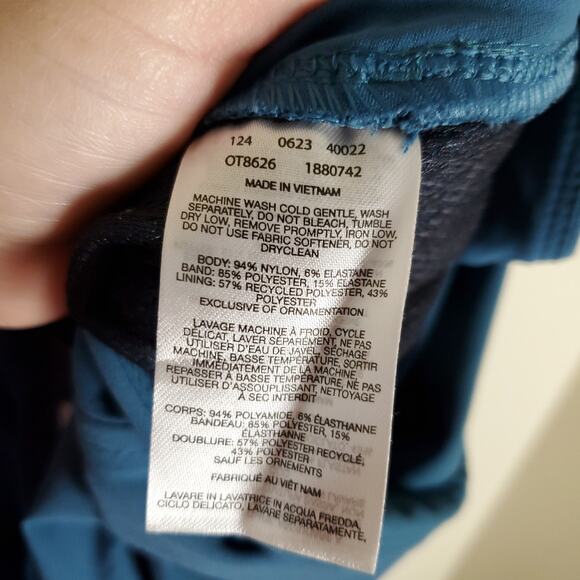 124 0623 40022
OT8626 1880742
MADE IN VIETNAM
MACHINE WASH COLD GENTLE, WASH
SEPARATELY, DO NOT BLEACH, TUMBLE
DRY LOW, REMOVE PROMPTLY, IRON LOW,
DO NOT USE FABRIC SOFTENER, DO NOT
DRYCLEAN
BODY: 94% NYLON, 6% ELASTANE
BAND: 85% POLYESTER, 15% ELASTANE
LINING: 57% RECYCLED POLYESTER, 43%
POLYESTER
EXCLUSIVE OF ORNAMENTATION
LAVAGE MACHINE À FROID, CYCLE
DÉLICAT, LAVER SÉPARÉMENT, NE PAS
UTILISER D'EAU DE JAVEL, SÉCHAGE
MACHINE, BASSE TEMPÉRATURE, SORTIR
IMMÉDIATEMENT DE LA MACHINE,
REPASSER À BASSE TEMPÉRATURE, NE PAS
UTILISER D'ASSOUPLISSANT, NETTOYAGE
À SEC INTERDIT
CORPS: 94% POLYAMIDE, 6% ÉLASTHANNE
BANDEAU: 85% POLYESTER, 15%
ÉLASTHANNE
DOUBLURE: 57% POLYESTER RECYCLÉ,
43% POLYESTER
SAUF LES ORNEMENTS
FABRIQUÉ AU VIÊT NAM
LAVARE IN LAVATRICE IN ACQUA FREDDA,
CICLO DELICATO, LAVARE SEPARATAMENTE,